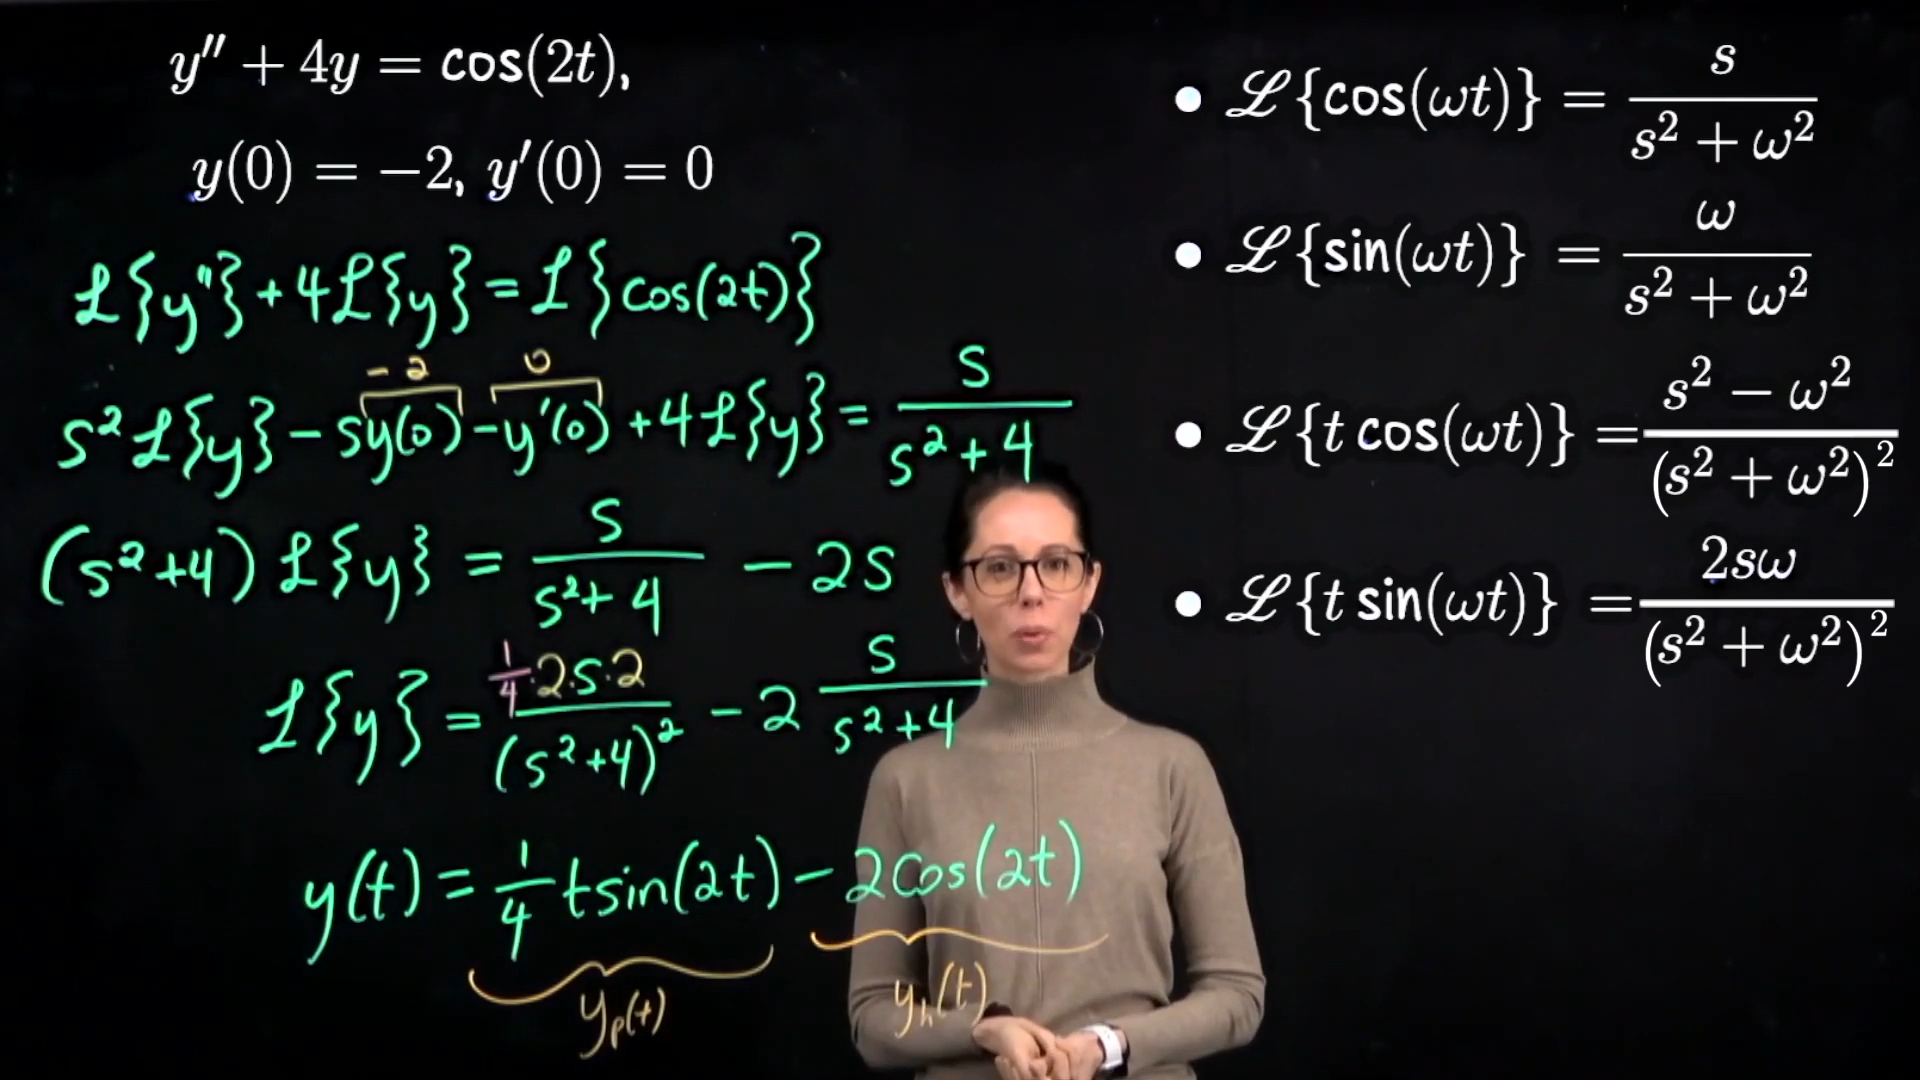 y'' + 4y = cos(2t),
y(0) = −2, y'(0) = 0
ℒ{y''} + 4ℒ{y} = ℒ{cos(2t)}
−2 0
s²ℒ{y} − sy(0) − y'(0) + 4ℒ{y} = s/(s² + 4)
(s² + 4) ℒ{y} = s/(s² + 4) − 2s
ℒ{y} = (1/4 · 2 · s · 2)/(s² + 4)² − 2 s/(s² + 4)
y(t) = 1/4 t sin(2t) − 2cos(2t)
yₚ(t) yₕ(t)
• ℒ{cos(ωt)} = s/(s² + ω²)
• ℒ{sin(ωt)} = ω/(s² + ω²)
• ℒ{t cos(ωt)} = (s² − ω²)/(s² + ω²)²
• ℒ{t sin(ωt)} = 2sω/(s² + ω²)²